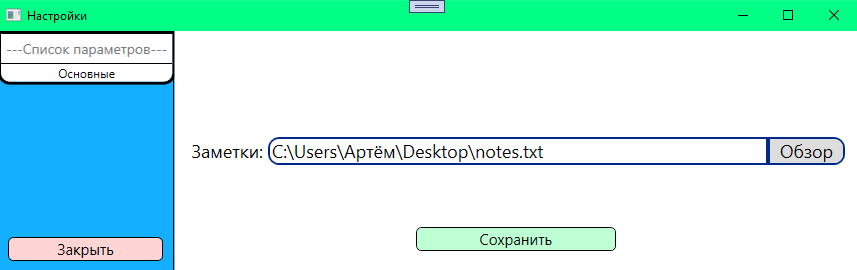 Настройки
---Список параметров---
Основные
Заметки: C:\Users\Артём\Desktop\notes.txt Обзор
Закрыть
Сохранить